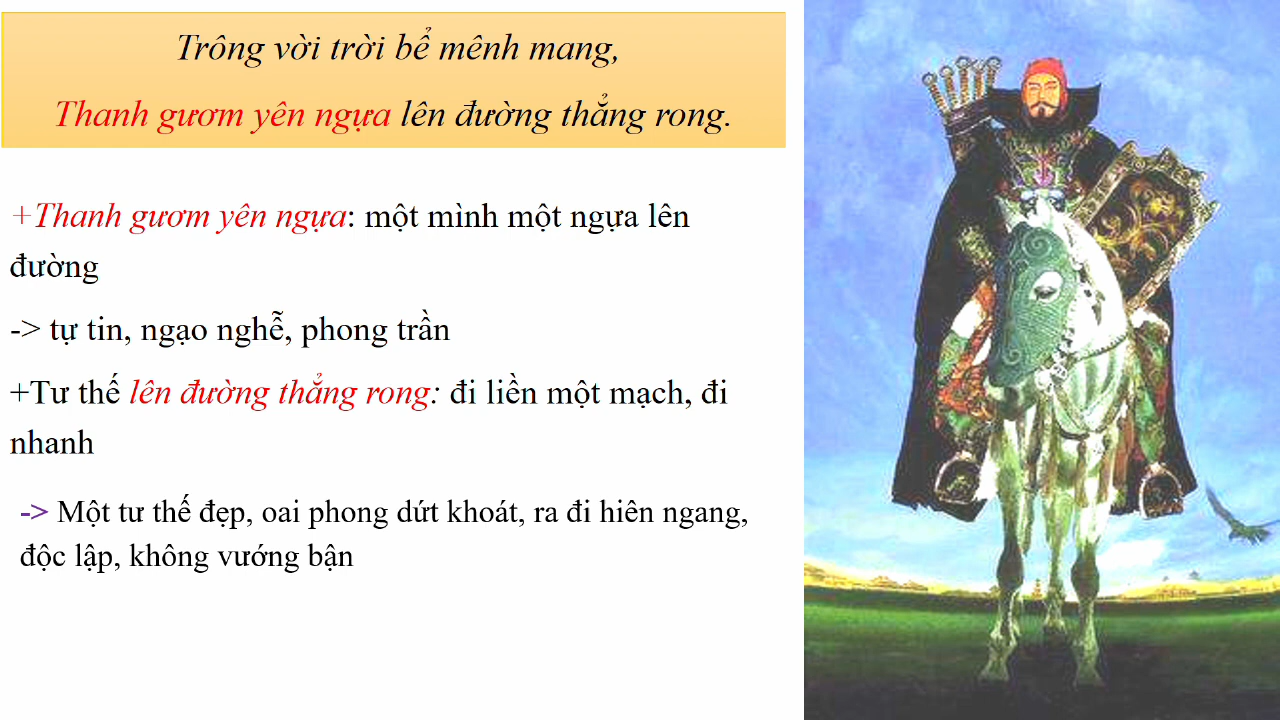 Trông vời trời bể mênh mang,
Thanh gươm yên ngựa lên đường thẳng rong.
+Thanh gươm yên ngựa: một mình một ngựa lên
đường
-> tự tin, ngạo nghễ, phong trần
+Tư thế lên đường thẳng rong: đi liền một mạch, đi
nhanh
-> Một tư thế đẹp, oai phong dứt khoát, ra đi hiên ngang,
độc lập, không vướng bận